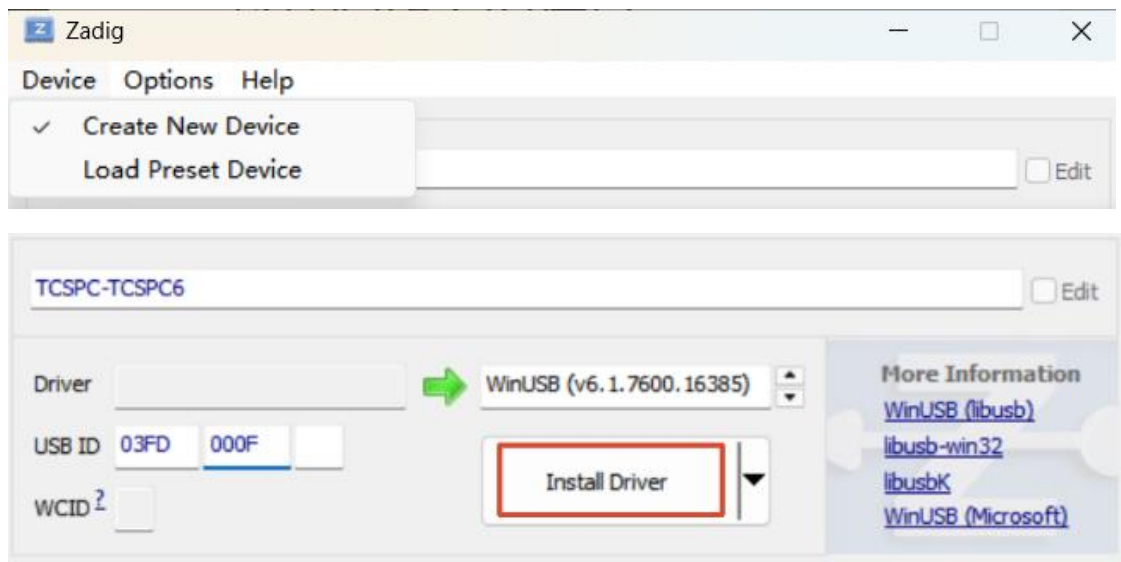 Z Zadig
Device Options Help
✓ Create New Device
Load Preset Device
Edit
TCSPC-TCSPC6
Edit
Driver
WinUSB (v6.1.7600.16385)
USB ID 03FD 000F
WCID ?
Install Driver
More Information
WinUSB (libusb)
libusb-win32
libusbK
WinUSB (Microsoft)